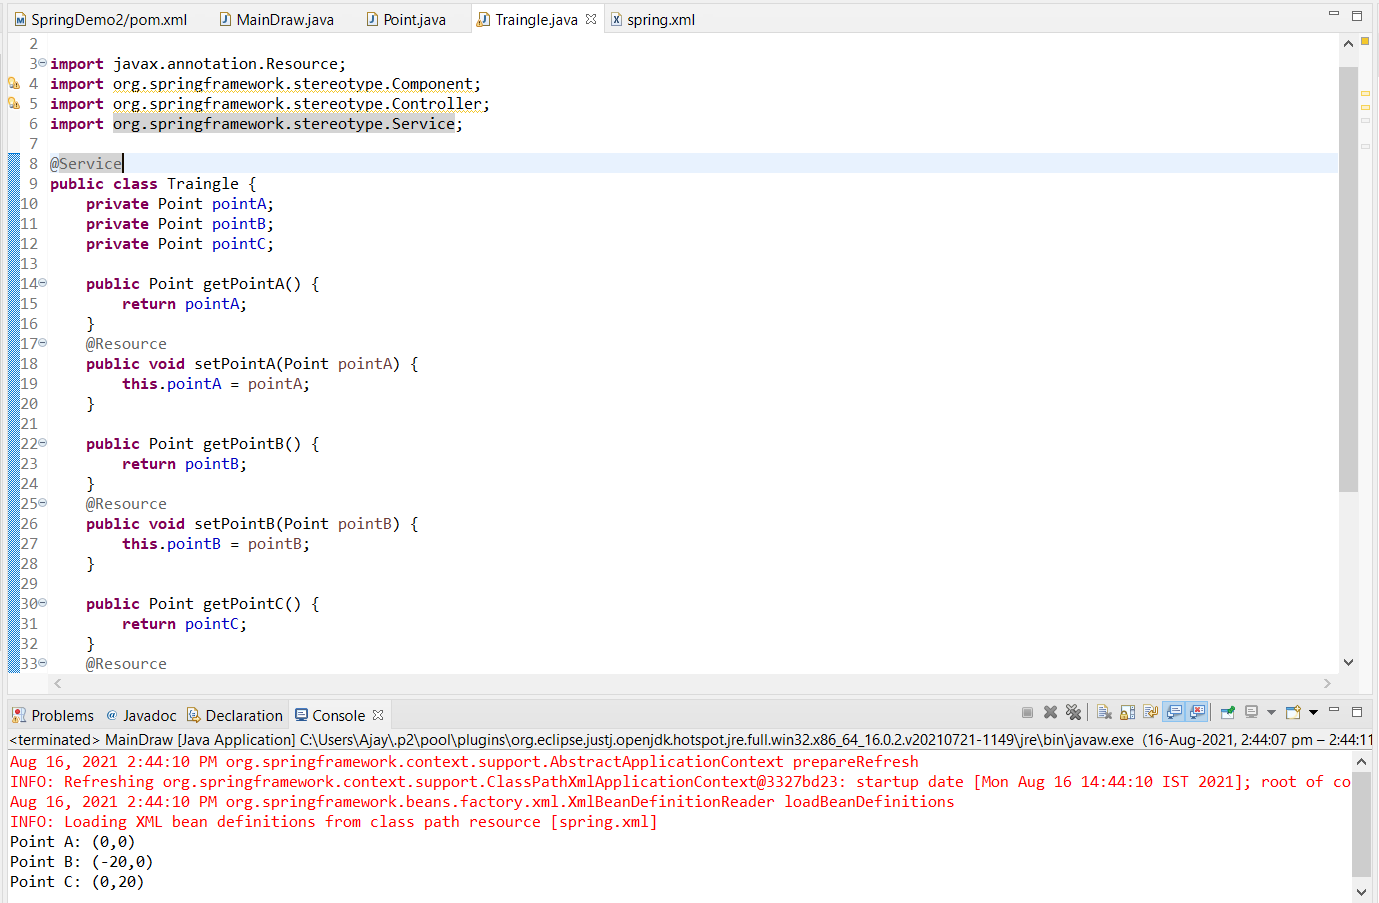 SpringDemo2/pom.xml MainDraw.java Point.java Traingle.java spring.xml
2
3 import javax.annotation.Resource;
4 import org.springframework.stereotype.Component;
5 import org.springframework.stereotype.Controller;
6 import org.springframework.stereotype.Service;
7
8 @Service
9 public class Traingle {
10 private Point pointA;
11 private Point pointB;
12 private Point pointC;
13
14 public Point getPointA() {
15 return pointA;
16 }
17 @Resource
18 public void setPointA(Point pointA) {
19 this.pointA = pointA;
20 }
21
22 public Point getPointB() {
23 return pointB;
24 }
25 @Resource
26 public void setPointB(Point pointB) {
27 this.pointB = pointB;
28 }
29
30 public Point getPointC() {
31 return pointC;
32 }
33 @Resource
Problems @ Javadoc Declaration Console
<terminated> MainDraw [Java Application] C:\Users\Ajay\.p2\pool\plugins\org.eclipse.justj.openjdk.hotspot.jre.full.win32.x86_64_16.0.2.v20210721-1149\jre\bin\javaw.exe (16-Aug-2021, 2:44:07 pm – 2:44:11
Aug 16, 2021 2:44:10 PM org.springframework.context.support.AbstractApplicationContext prepareRefresh
INFO: Refreshing org.springframework.context.support.ClassPathXmlApplicationContext@3327bd23: startup date [Mon Aug 16 14:44:10 IST 2021]; root of co
Aug 16, 2021 2:44:10 PM org.springframework.beans.factory.xml.XmlBeanDefinitionReader loadBeanDefinitions
INFO: Loading XML bean definitions from class path resource [spring.xml]
Point A: (0,0)
Point B: (-20,0)
Point C: (0,20)